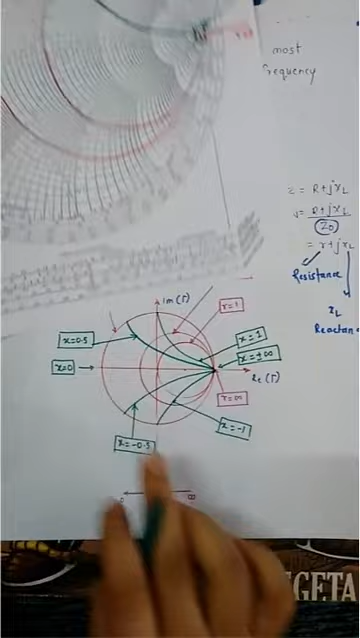 most
frequency
z = R+jxL
R+jxL
Z0
= r+jxL
Resistance
xL
Reactan
Im (Γ)
r=1
x=0.5
x=1
x=±∞
x=0
Re (Γ)
r=∞
x=-1
x=-0.5
∞
GETA